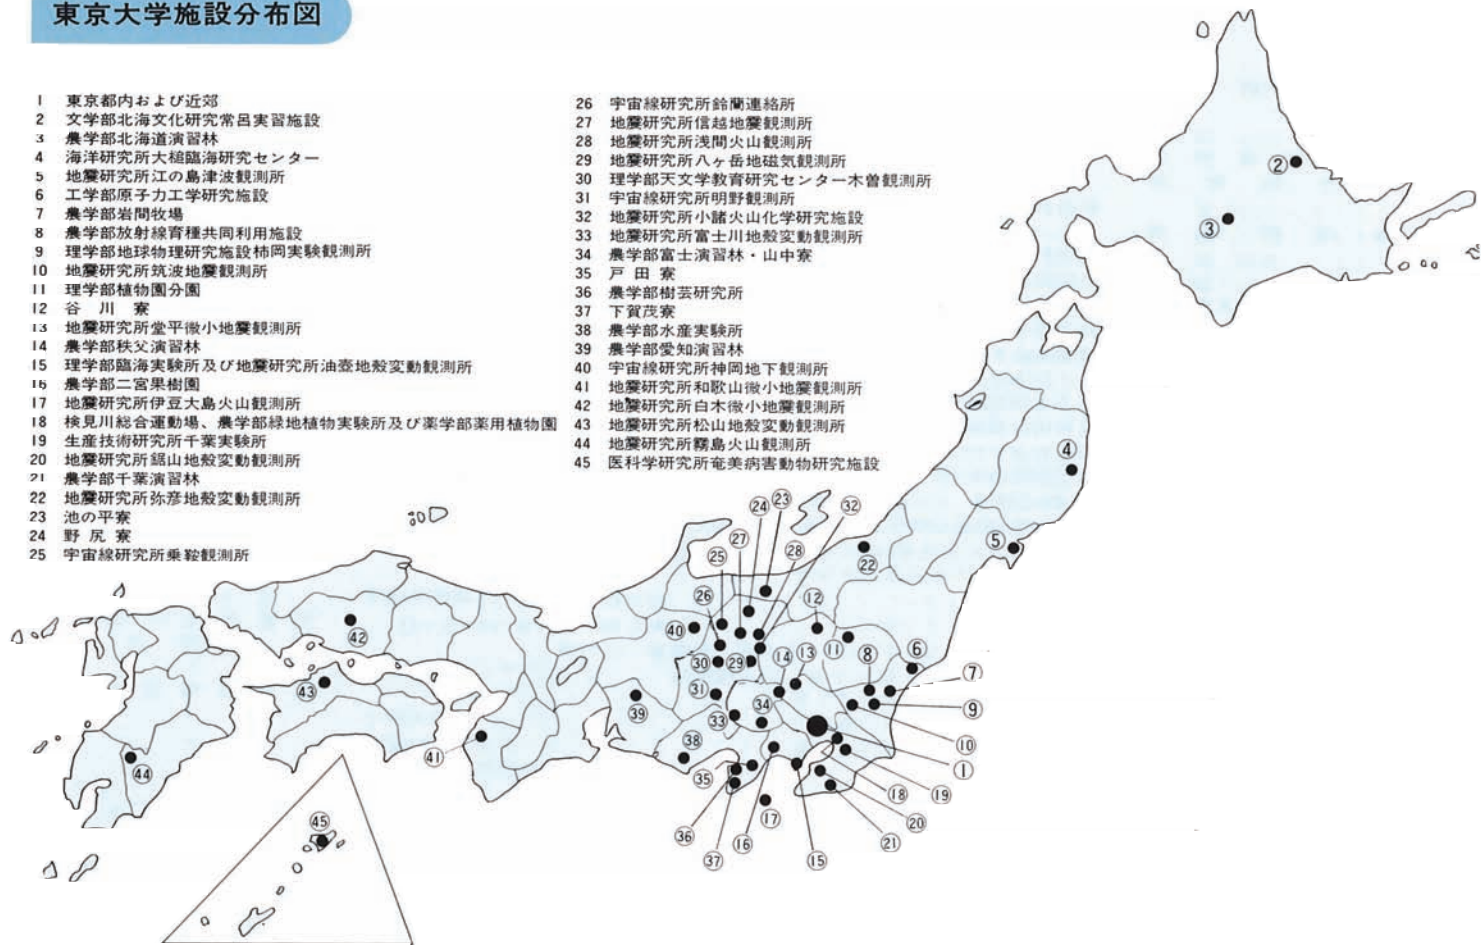 東京大学施設分布図
1 東京都内および近郊
2 文学部北海文化研究常呂実習施設
3 農学部北海道演習林
4 海洋研究所大槌臨海研究センター
5 地震研究所江の島津波観測所
6 工学部原子力工学研究施設
7 農学部岩間牧場
8 農学部放射線育種共同利用施設
9 理学部地球物理研究施設柿岡実験観測所
10 地震研究所筑波地震観測所
11 理学部植物園分園
12 谷川寮
13 地震研究所堂平微小地震観測所
14 農学部秩父演習林
15 理学部臨海実験所及び地震研究所油壺地殻変動観測所
16 農学部二宮果樹園
17 地震研究所伊豆大島火山観測所
18 検見川総合運動場、農学部緑地植物実験所及び薬学部薬用植物園
19 生産技術研究所千葉実験所
20 地震研究所鋸山地殻変動観測所
21 農学部千葉演習林
22 地震研究所弥彦地殻変動観測所
23 池の平寮
24 野尻寮
25 宇宙線研究所乗鞍観測所
26 宇宙線研究所鈴蘭連絡所
27 地震研究所信越地震観測所
28 地震研究所浅間火山観測所
29 地震研究所八ヶ岳地磁気観測所
30 理学部天文学教育研究センター木曽観測所
31 宇宙線研究所明野観測所
32 地震研究所小諸火山化学研究施設
33 地震研究所富士川地殻変動観測所
34 農学部富士演習林・山中寮
35 戸田寮
36 農学部樹芸研究所
37 下賀茂寮
38 農学部水産実験所
39 農学部愛知演習林
40 宇宙線研究所神岡地下観測所
41 地震研究所和歌山微小地震観測所
42 地震研究所白木微小地震観測所
43 地震研究所松山地殻変動観測所
44 地震研究所霧島火山観測所
45 医科学研究所奄美病害動物研究施設
②
③
④
⑤
㉓
㉔
㉜
㉗
㉘
㉕
㉒
㉖
⑫
㊵
⑪
⑥
㊷
㉚
㉙
⑭
⑬
⑧
⑦
㊸
㉛
㊴
㉞
㉝
⑨
㊶
㊳
⑩
㊹
①
㉟
⑱
⑲
⑰
⑳
㊺
㊱
⑯
㉑
㊲
⑮